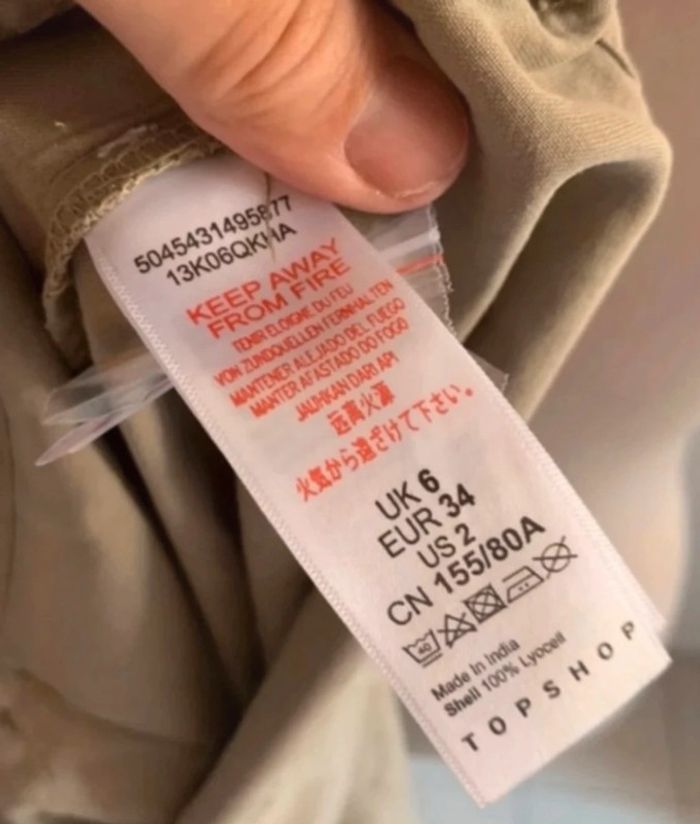 5045431495877
13K06QKHA
KEEP AWAY
FROM FIRE
TENIR ELOIGNE DU FEU
VON ZUNDQUELLEN FERNHALTEN
MANTENER ALEJADO DEL FUEGO
MANTER AFASTADO DO FOGO
JAUHKAN DARI API
远离火源
火気から遠ざけて下さい。
UK 6
EUR 34
US 2
CN 155/80A
40
Made In India
Shell 100% Lyocell
TOPSHOP